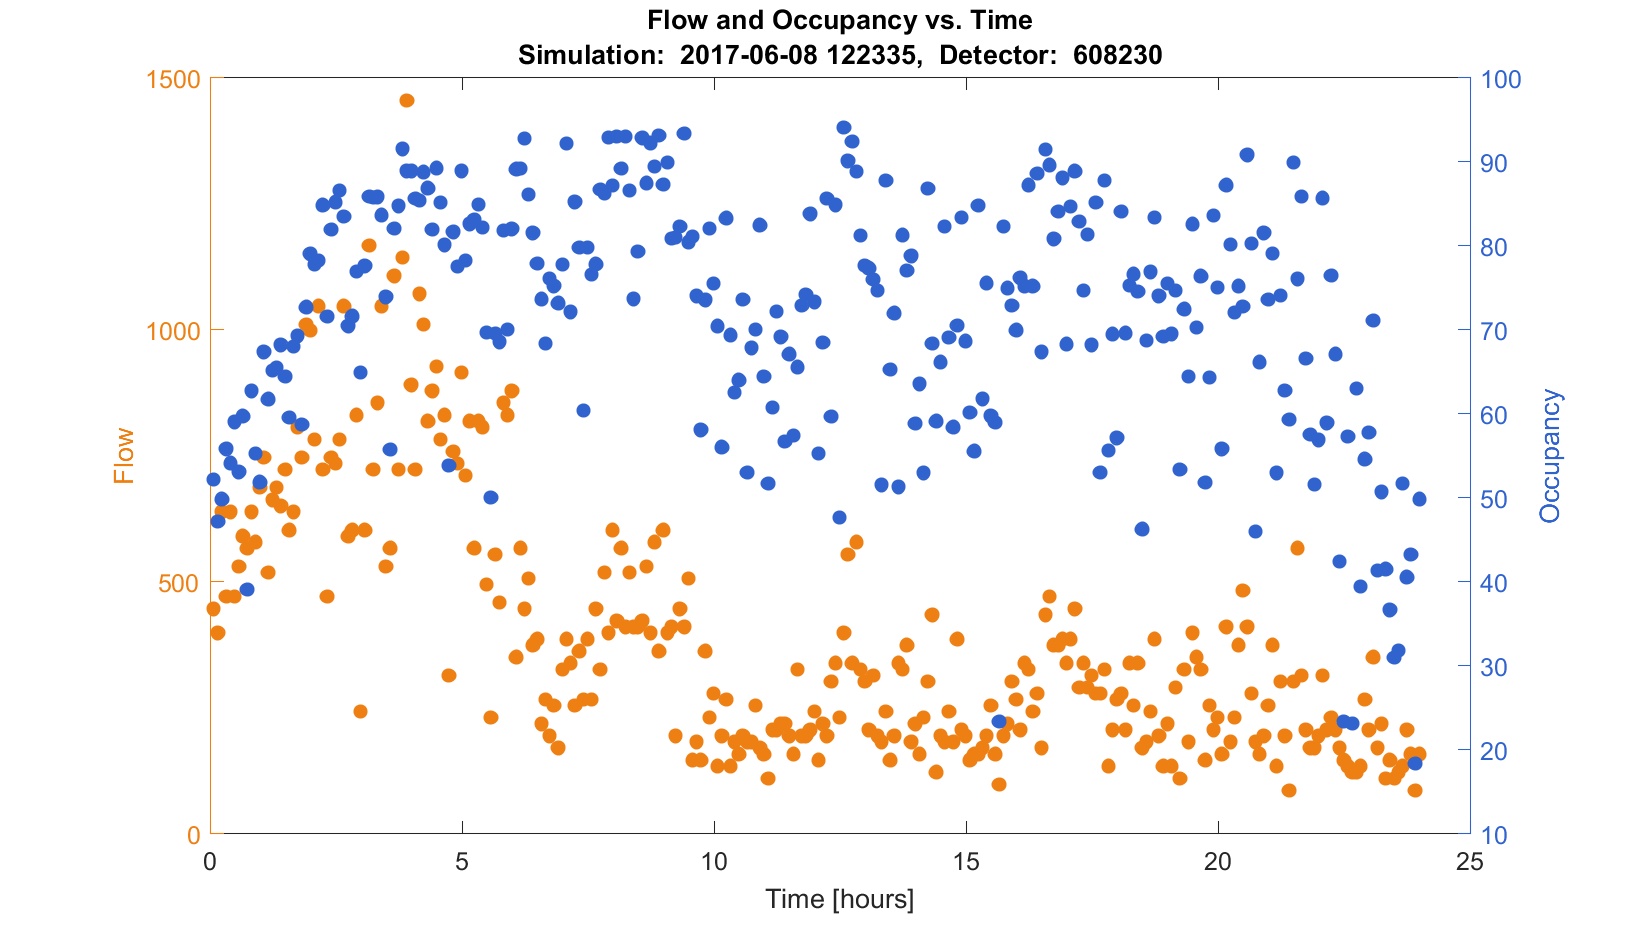 Flow and Occupancy vs. Time
Simulation:  2017-06-08 122335,  Detector:  608230
1500
1000
500
0
Flow
100
90
80
70
60
50
40
30
20
10
Occupancy
0 5 10 15 20 25
Time [hours]